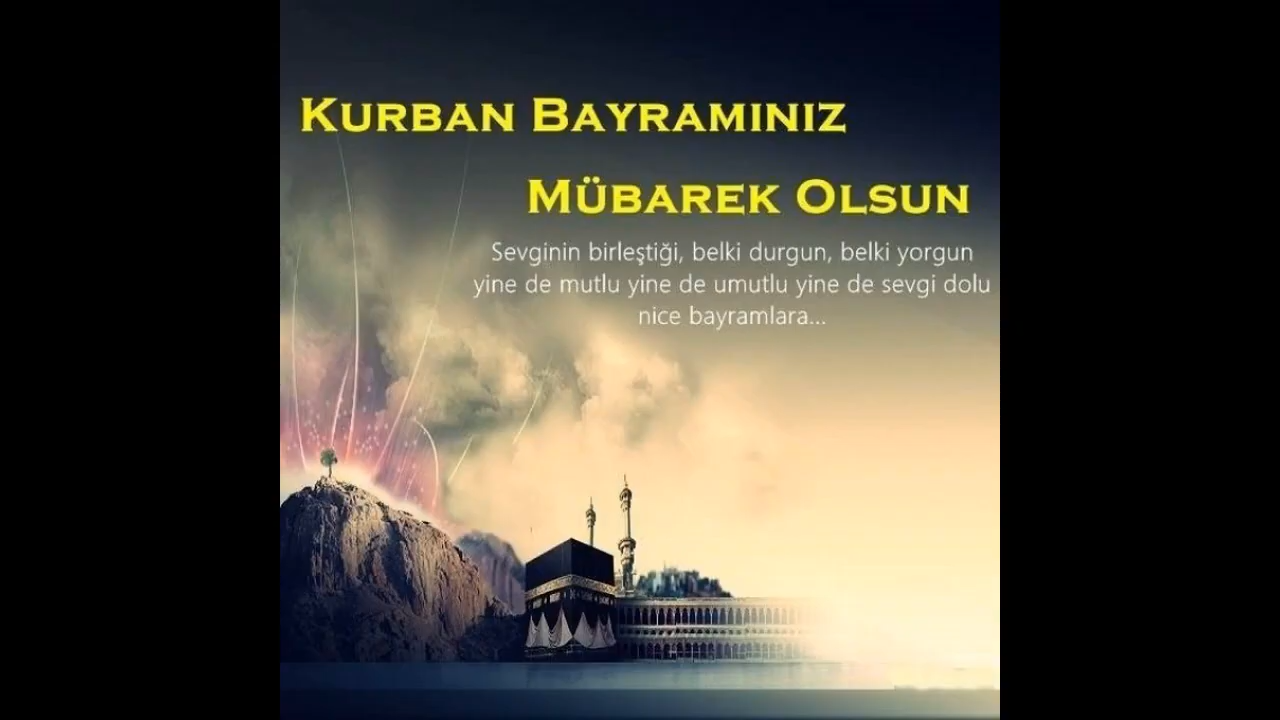 KURBAN BAYRAMINIZ
MÜBAREK OLSUN
Sevginin birleştiği, belki durgun, belki yorgun
yine de mutlu yine de umutlu yine de sevgi dolu
nice bayramlara...